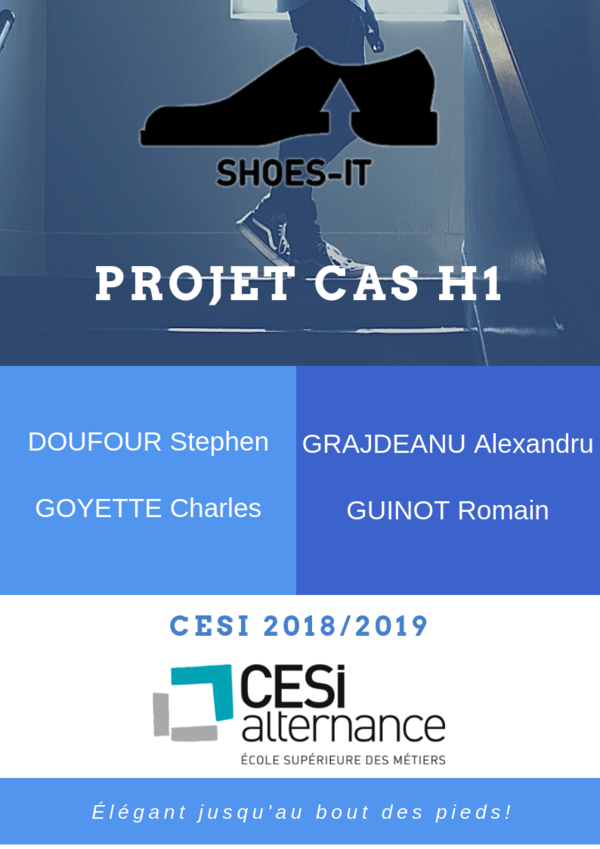 SHOES-IT
PROJET CAS H1
DOUFOUR Stephen
GOYETTE Charles
GRAJDEANU Alexandru
GUINOT Romain
CESI 2018/2019
CESi
alternance
ÉCOLE SUPÉRIEURE DES MÉTIERS
Élégant jusqu'au bout des pieds!